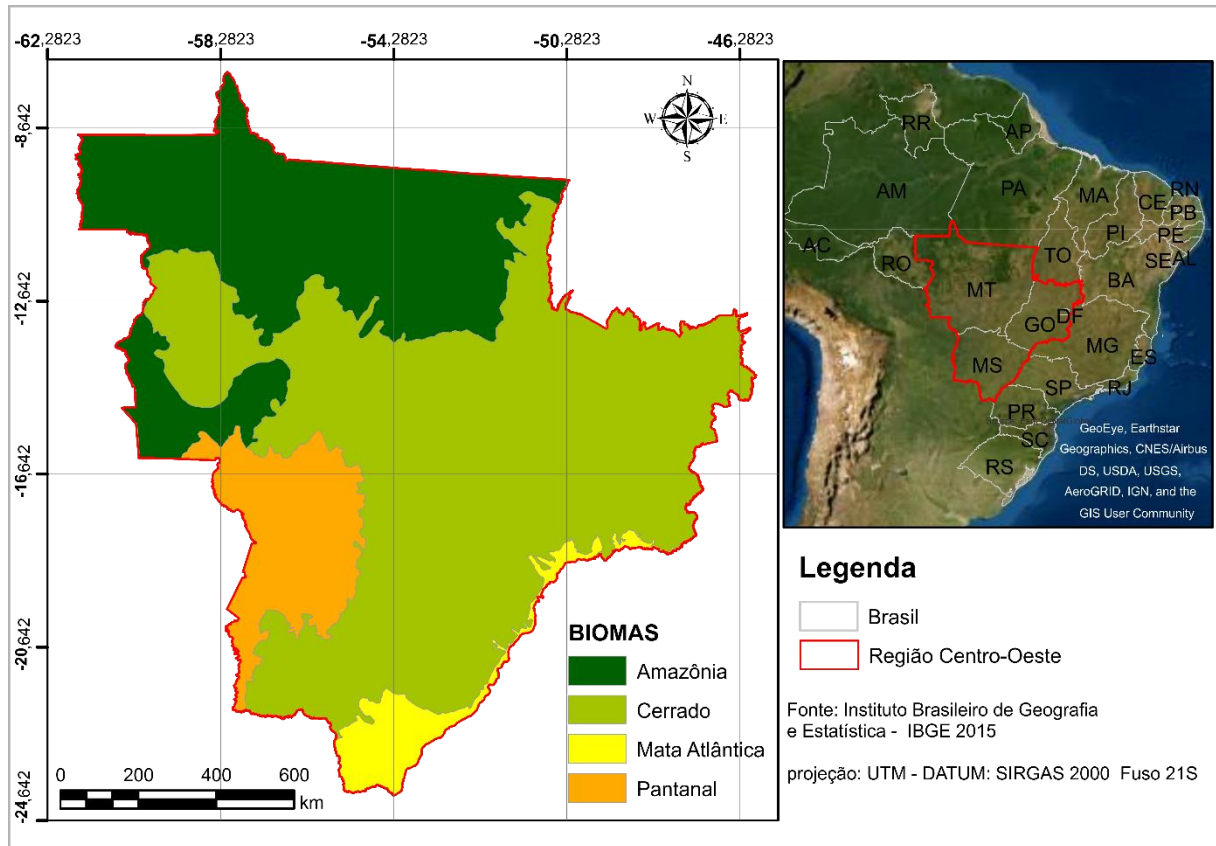 -62,2823
-58,2823
-54,2823
-50,2823
-46,2823
-8,642
-12,642
-16,642
-20,642
-24,642
N
W E
S
BIOMAS
Amazônia
Cerrado
Mata Atlântica
Pantanal
0 200 400 600
km
RR
AP
AM
PA
MA
CE
RN
PB
PI
PE
AC
TO
SE
AL
RO
BA
MT
GO
DF
MG
ES
MS
SP
RJ
PR
SC
RS
GeoEye, Earthstar
Geographics, CNES/Airbus
DS, USDA, USGS,
AeroGRID, IGN, and the
GIS User Community
Legenda
Brasil
Região Centro-Oeste
Fonte: Instituto Brasileiro de Geografia
e Estatística - IBGE 2015
projeção: UTM - DATUM: SIRGAS 2000 Fuso 21S